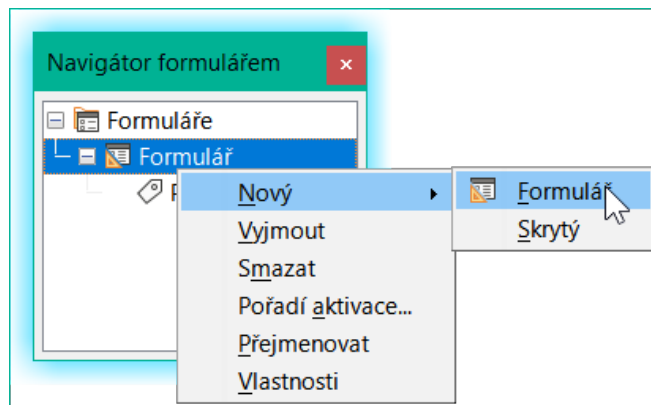 Navigátor formulářem
Formuláře
Formulář
Nový
Formulář
Vyjmout
Skrytý
Smazat
Pořadí aktivace...
Přejmenovat
Vlastnosti